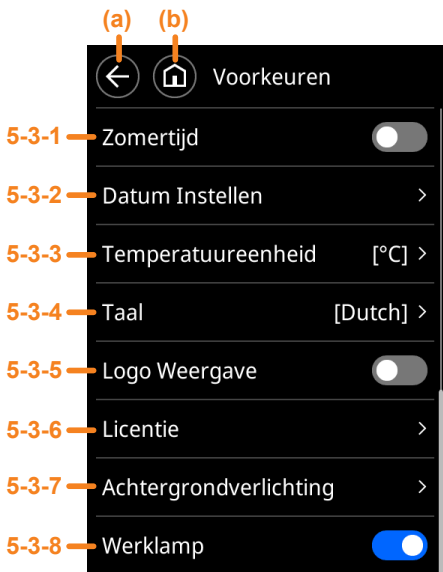 (a) (b)
Voorkeuren
5-3-1 Zomertijd
5-3-2 Datum Instellen
5-3-3 Temperatuureenheid [°C]
5-3-4 Taal [Dutch]
5-3-5 Logo Weergave
5-3-6 Licentie
5-3-7 Achtergrondverlichting
5-3-8 Werklamp